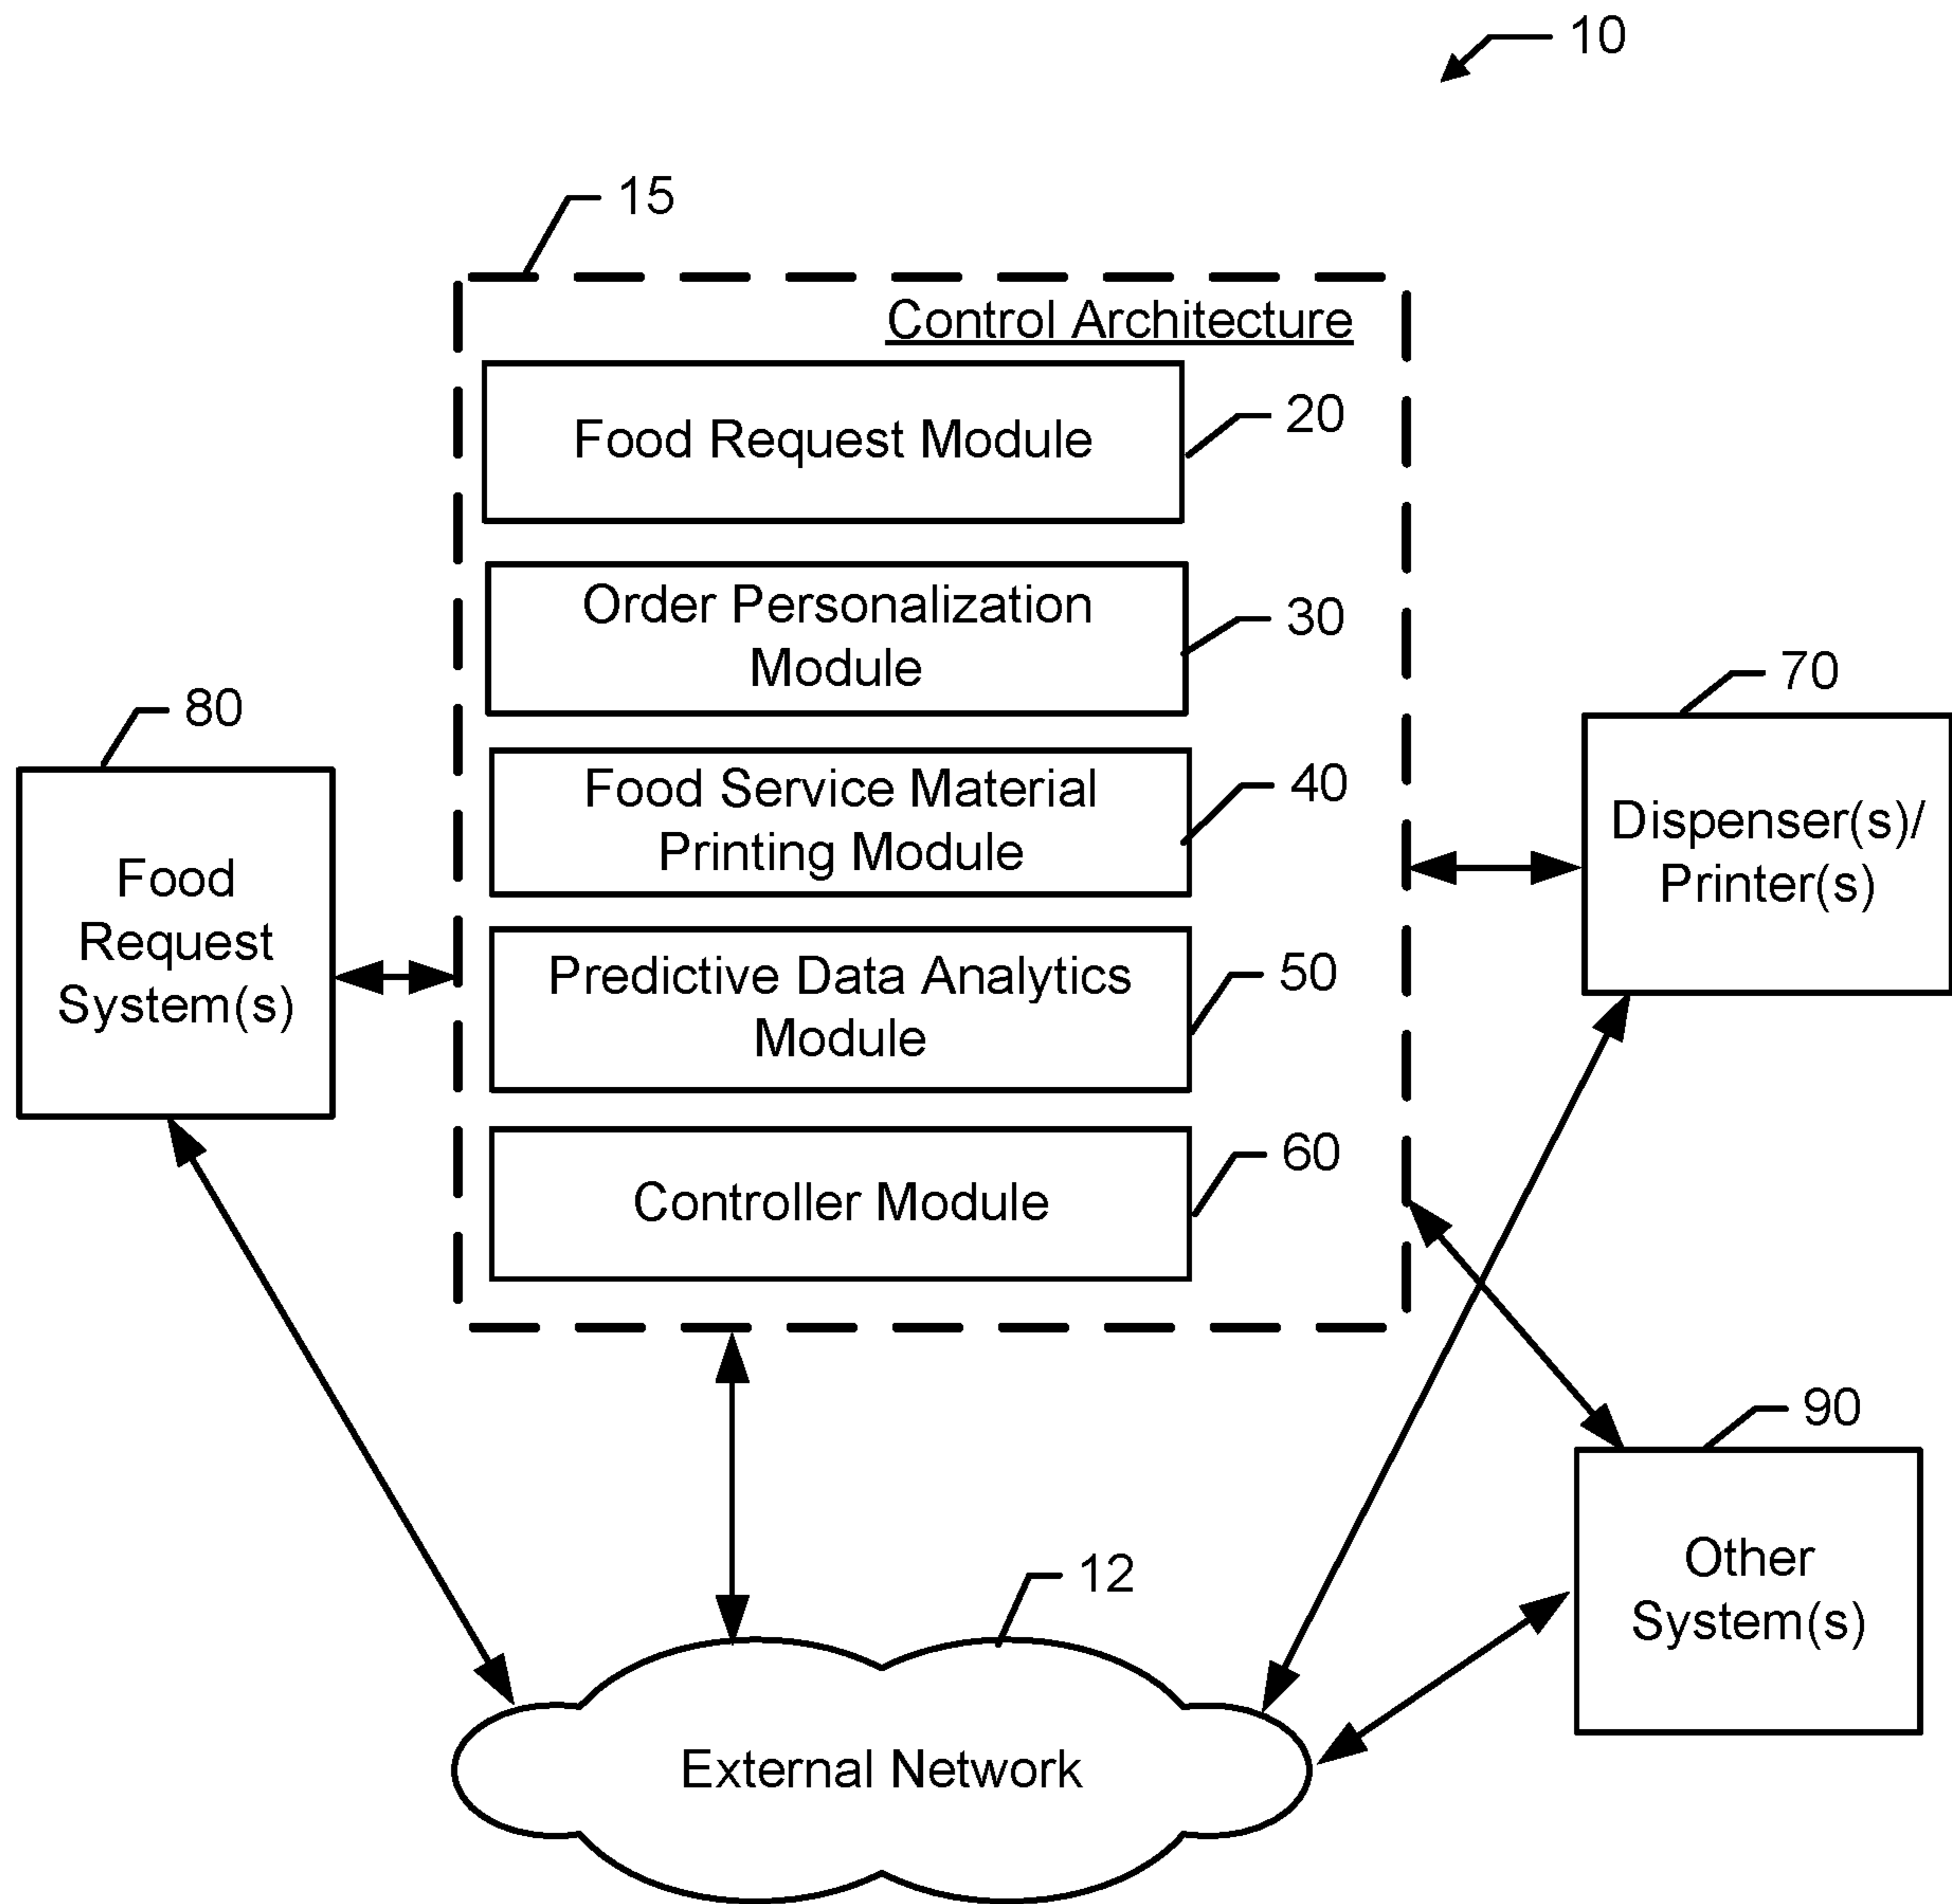 10
15
Control Architecture
Food Request Module
20
Order Personalization
Module
30
Food Service Material
Printing Module
40
Predictive Data Analytics
Module
50
Controller Module
60
80
Food
Request
System(s)
70
Dispenser(s)/
Printer(s)
90
Other
System(s)
12
External Network